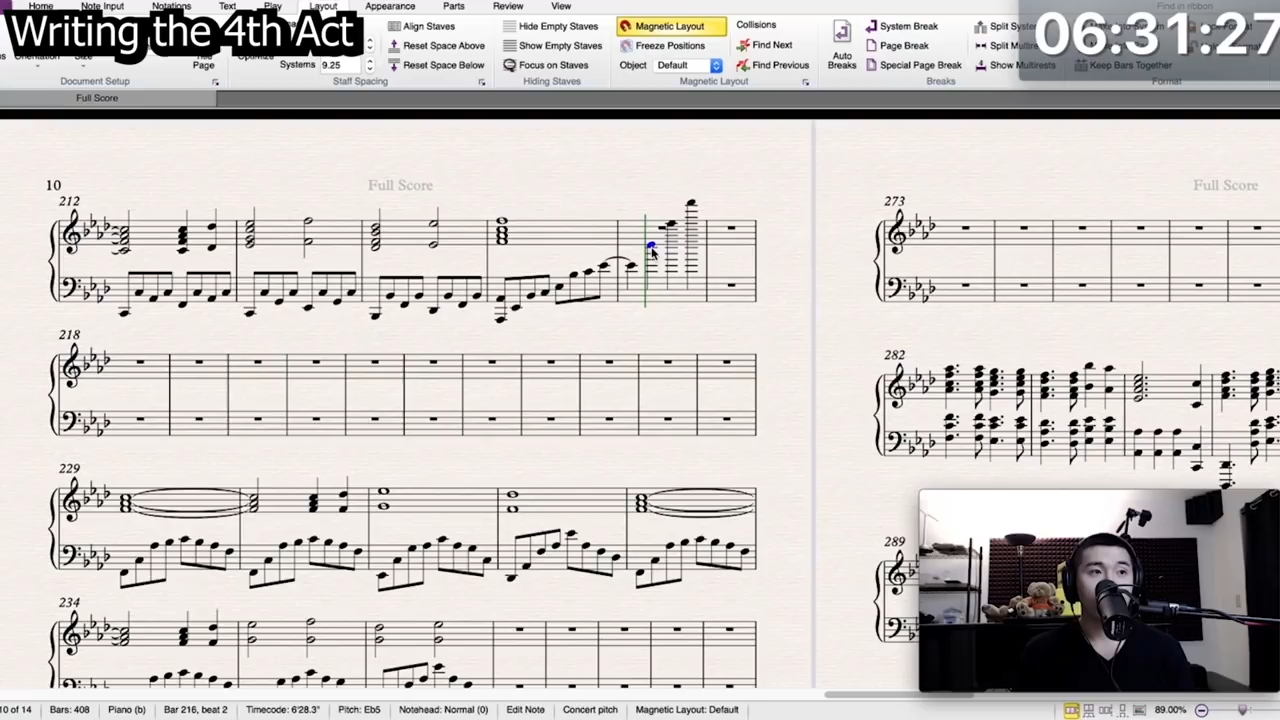 Home Note Input Notations Text Play Layout Appearance Parts Review View Find in ribbon
Writing the 4th Act
06:31:27
Align Staves Hide Empty Staves Magnetic Layout Collisions System Break
Reset Space Above Show Empty Staves Freeze Positions Find Next Page Break
Systems 9.25 Reset Space Below Focus on Staves Object Default Find Previous Auto Breaks Special Page Break Show Multirests Keep Bars Together
Page
Document Setup Staff Spacing Hiding Staves Magnetic Layout Breaks Format
Full Score
10 Full Score Full Score
212 273
218 282
229
289
234
10 of 14 Bars: 408 Piano (b) Bar 216, beat 2 Timecode: 6'28.3" Pitch: Eb5 Notehead: Normal (0) Edit Note Concert pitch Magnetic Layout: Default 89.00%